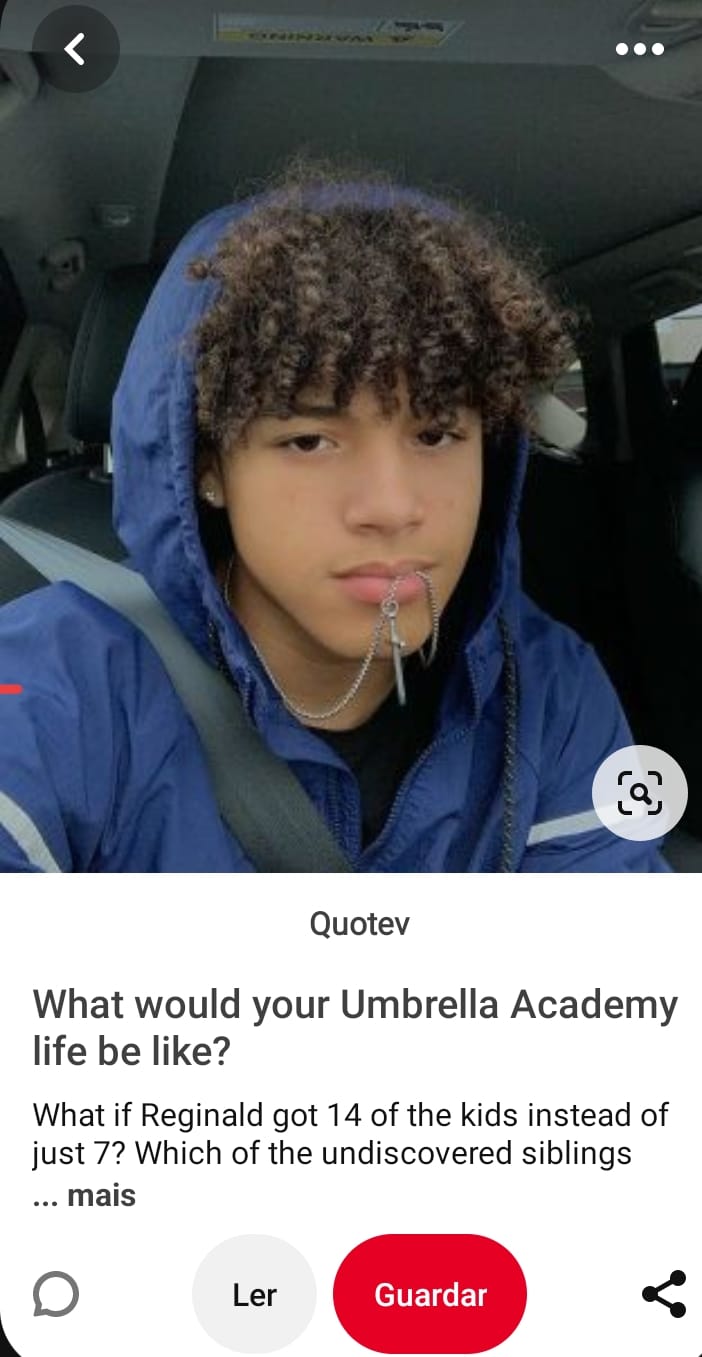 WARNING
Quotev
What would your Umbrella Academy
life be like?
What if Reginald got 14 of the kids instead of
just 7? Which of the undiscovered siblings
... mais
Ler
Guardar